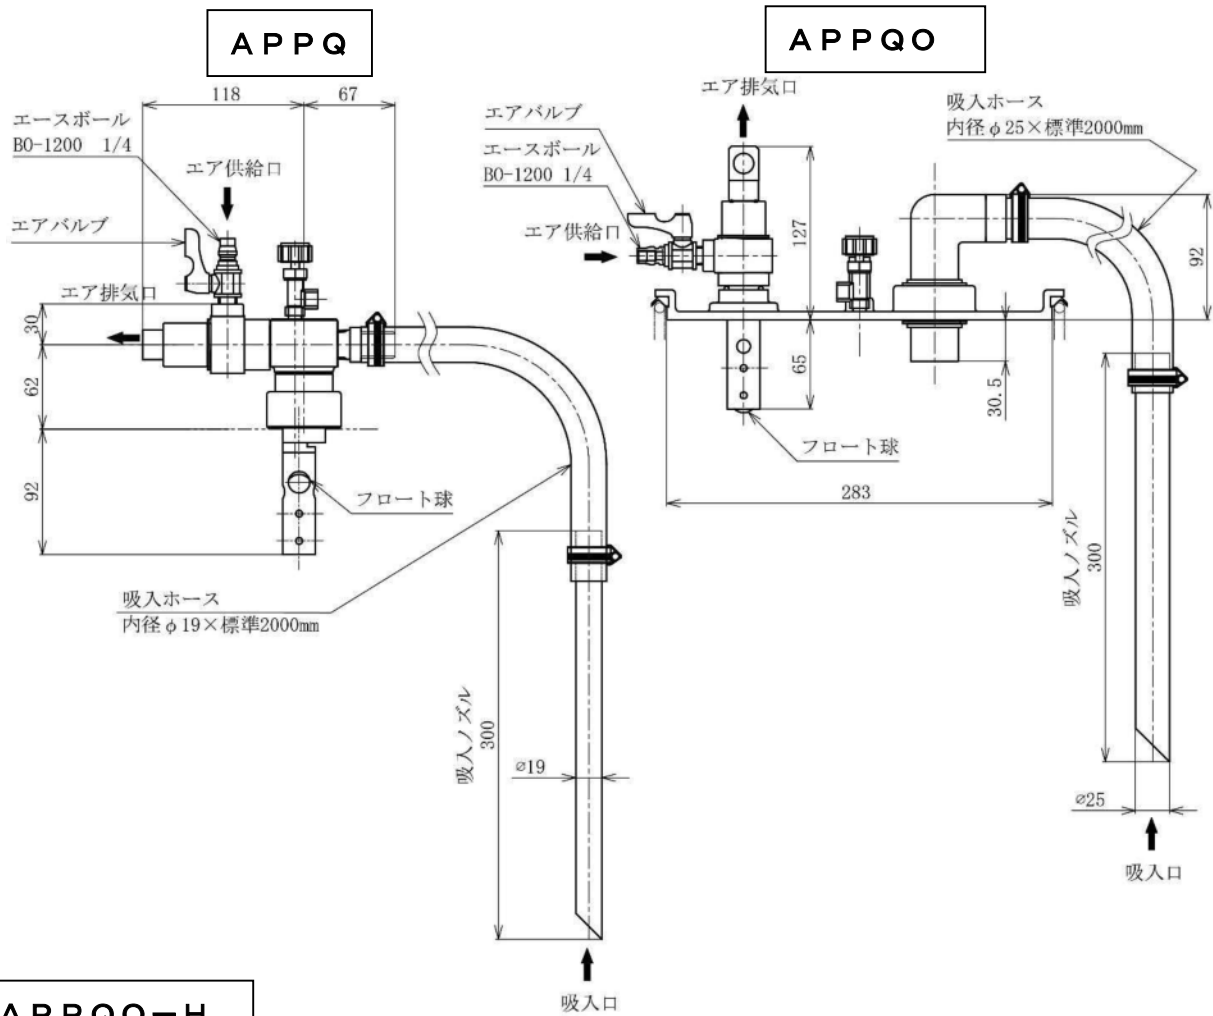 APPQ
118
67
エースボール
BO-1200 1/4
エア供給口
エアバルブ
エア排気口
30
62
92
フロート球
吸入ホース
内径φ19×標準2000mm
吸入ノズル
300
⌀19
吸入口
APPQO
エア排気口
吸入ホース
内径φ25×標準2000mm
エアバルブ
エースボール
BO-1200 1/4
エア供給口
127
92
65
30.5
フロート球
283
吸入ノズル
300
⌀25
吸入口
APPQO-H